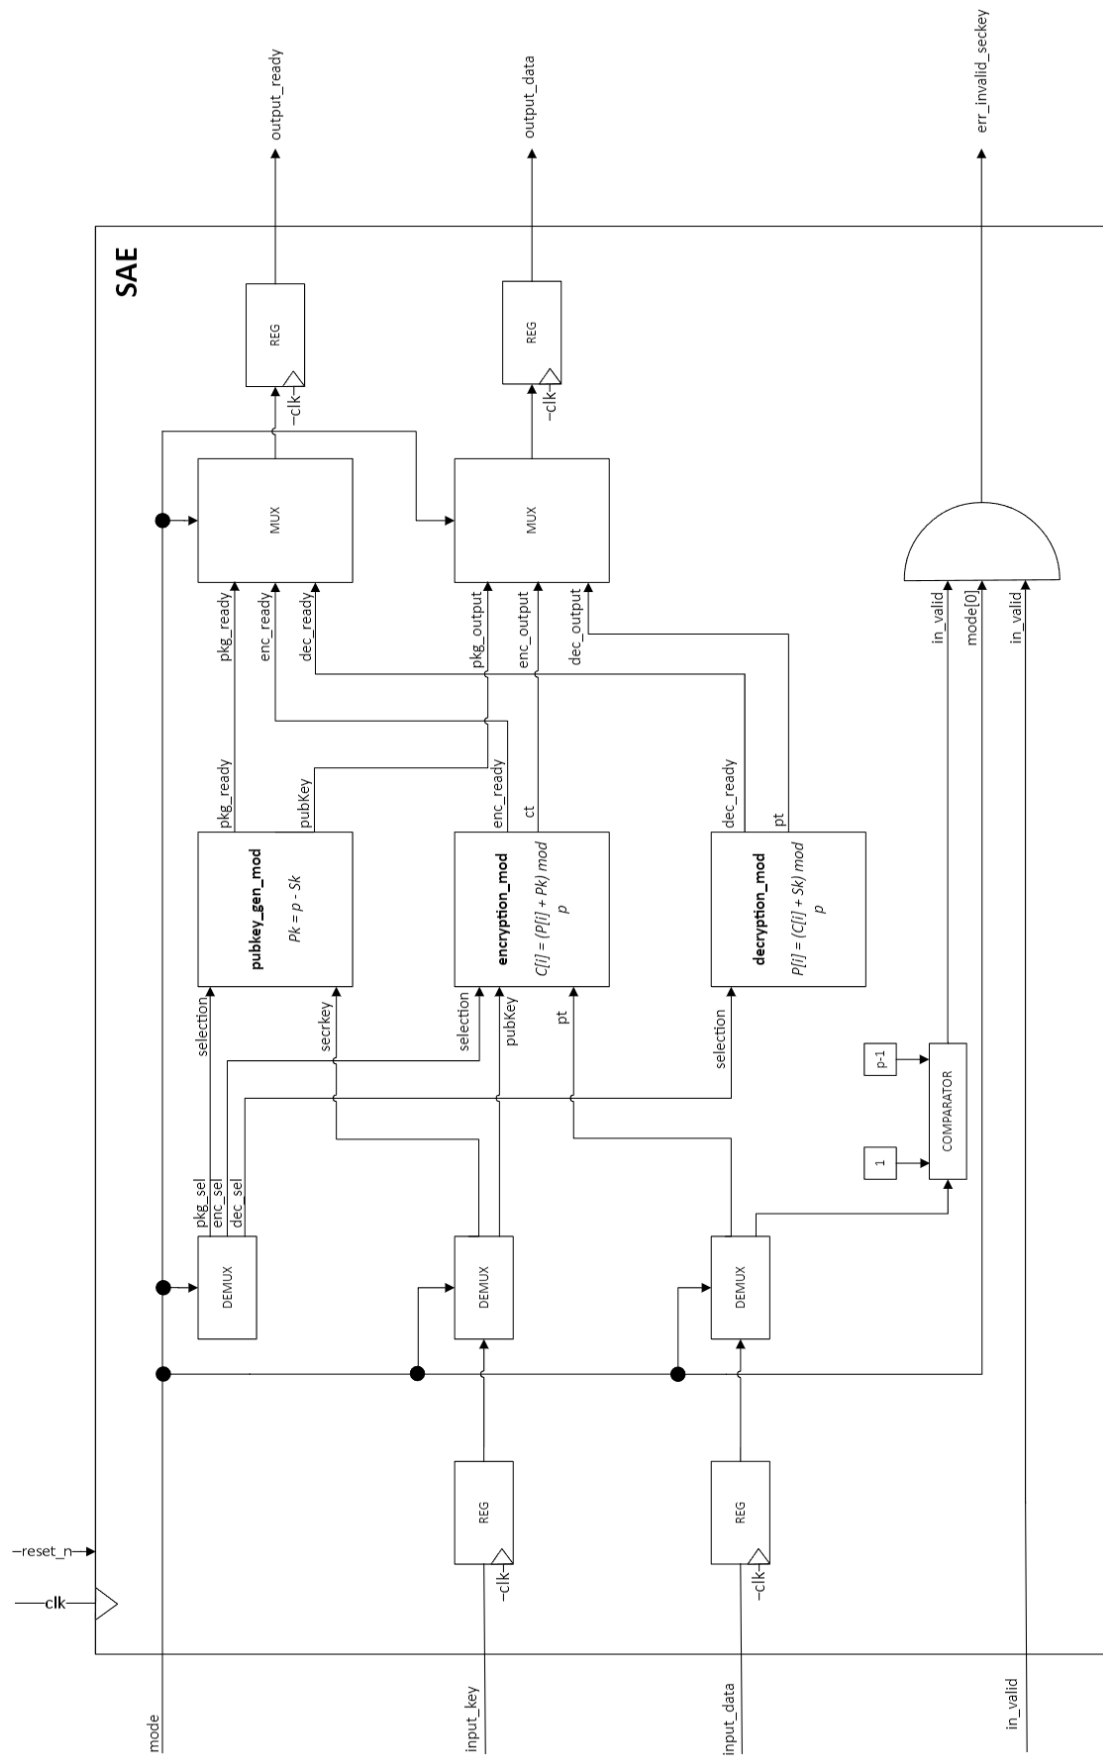 SAE
–reset_n
clk
mode
input_key
input_data
in_valid
REG
–clk–
REG
–clk–
DEMUX
pkg_sel
enc_sel
dec_sel
DEMUX
DEMUX
selection
secrkey
selection
pubKey
pt
selection
1
p-1
COMPARATOR
pubkey_gen_mod
Pk = p - Sk
encryption_mod
C[i] = (P[i] + Pk) mod
p
decryption_mod
P[i] = (C[i] + Sk) mod
p
pkg_ready
pubKey
enc_ready
ct
dec_ready
pt
pkg_ready
enc_ready
dec_ready
pkg_output
enc_output
dec_output
in_valid
mode[0]
in_valid
MUX
MUX
REG
–clk–
REG
–clk–
output_ready
output_data
err_invalid_seckey